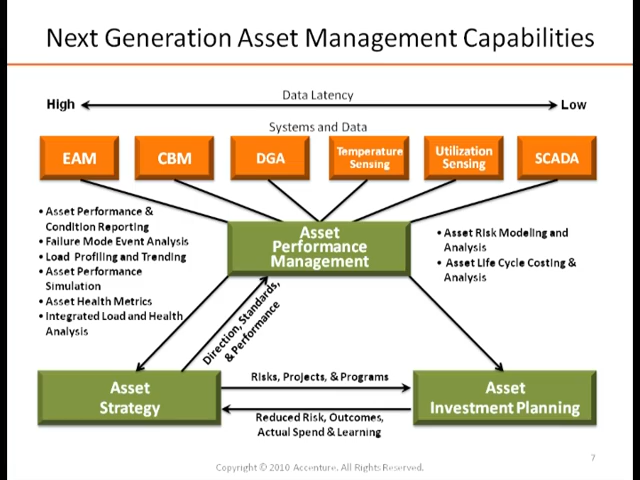 Next Generation Asset Management Capabilities
Data Latency
High
Low
Systems and Data
EAM
CBM
DGA
Temperature
Sensing
Utilization
Sensing
SCADA
• Asset Performance &
Condition Reporting
• Failure Mode Event Analysis
• Load Profiling and Trending
• Asset Performance
Simulation
• Asset Health Metrics
• Integrated Load and Health
Analysis
Asset
Performance
Management
• Asset Risk Modeling and
Analysis
• Asset Life Cycle Costing &
Analysis
Direction, Standards,
& Performance
Asset
Strategy
Risks, Projects, & Programs
Reduced Risk, Outcomes,
Actual Spend & Learning
Asset
Investment Planning
7
Copyright © 2010 Accenture. All Rights Reserved.